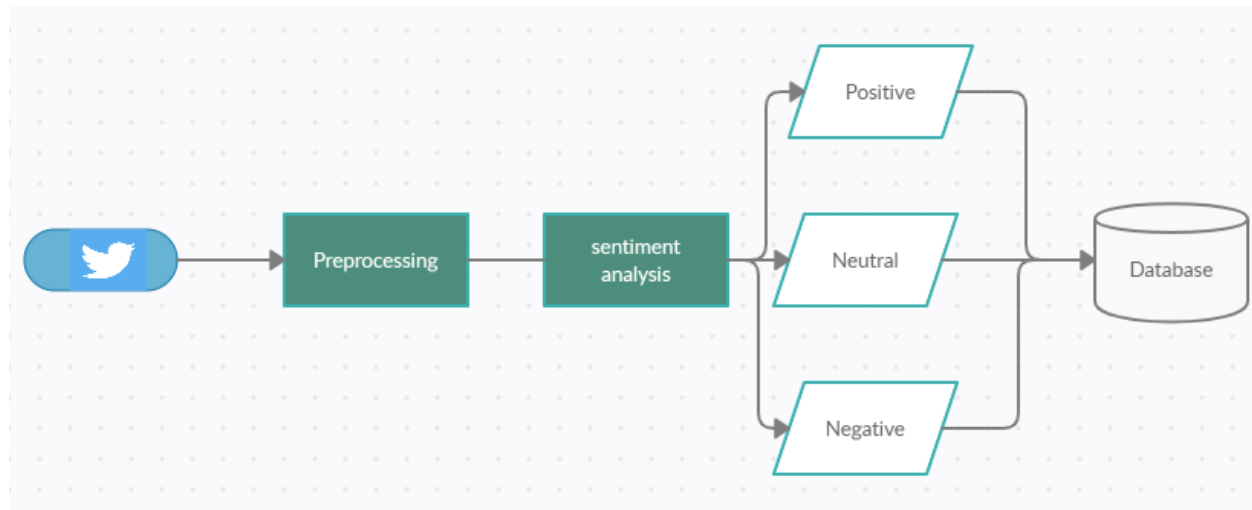 Preprocessing
sentiment
analysis
Positive
Neutral
Negative
Database